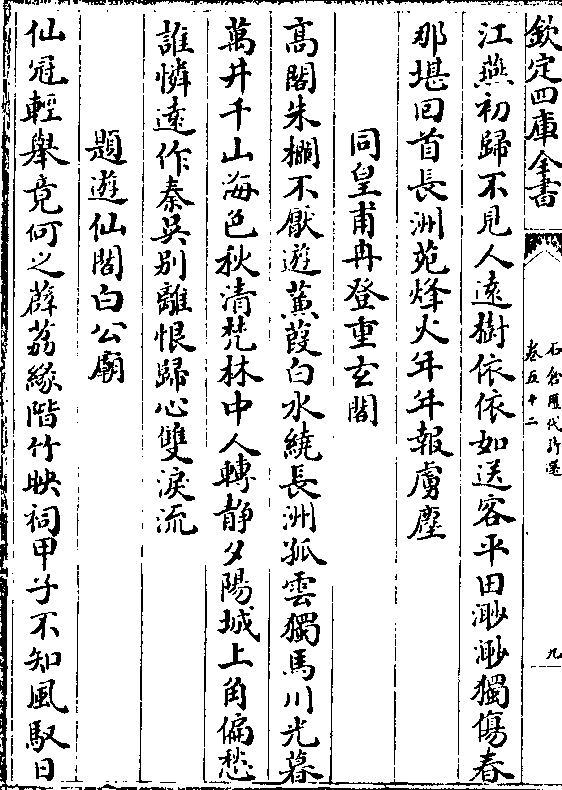 欽定四庫全書
石倉歷代詩選
卷五十二
九
江燕初歸不見人遠樹依依如送客平田渺渺獨傷春
那堪回首長洲苑烽火年年報虜塵
同皇甫冉登重玄閣
高閣朱欄不厭遊蒹葭白水繞長洲孤雲獨馬川光暮
萬井千山海色秋清梵林中人轉靜夕陽城上角偏愁
誰憐遠作秦吳別離恨歸心雙淚流
題遊仙閣白公廟
仙冠輕舉竟何之薜荔緣階竹映祠甲子不知風馭日